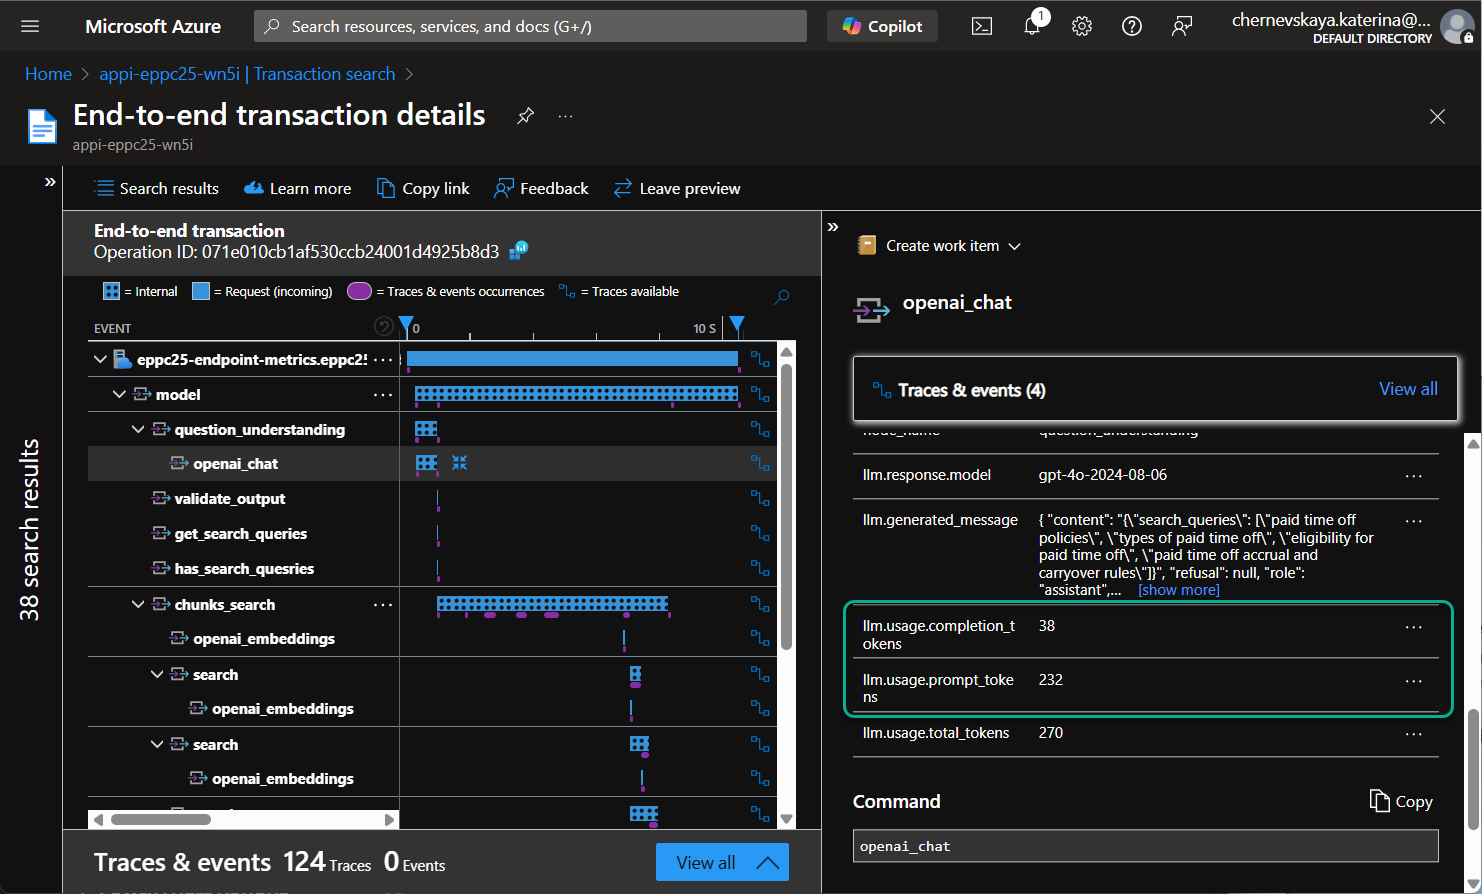 Microsoft Azure
Search resources, services, and docs (G+/)
Copilot
1
chernevskaya.katerina@...
DEFAULT DIRECTORY
Home > appi-eppc25-wn5i | Transaction search >
End-to-end transaction details
...
appi-eppc25-wn5i
Search results
Learn more
Copy link
Feedback
Leave preview
38 search results
End-to-end transaction
Operation ID: 071e010cb1af530ccb24001d4925b8d3
= Internal
= Request (incoming)
= Traces & events occurrences
= Traces available
EVENT
0
10 S
eppc25-endpoint-metrics.eppc25 ...
model ...
question_understanding
openai_chat
validate_output
get_search_queries
has_search_quesries
chunks_search ...
openai_embeddings
search
openai_embeddings
search
openai_embeddings
Traces & events 124 Traces 0 Events
View all
Create work item
openai_chat
Traces & events (4)
View all
node_name question_understanding
llm.response.model gpt-4o-2024-08-06 ...
llm.generated_message { "content": "{\"search_queries\": [\"paid time off ...
policies\", \"types of paid time off\", \"eligibility for
paid time off\", \"paid time off accrual and
carryover rules\"]}", "refusal": null, "role":
"assistant",... [show more]
llm.usage.completion_t 38 ...
okens
llm.usage.prompt_toke 232 ...
ns
llm.usage.total_tokens 270 ...
Command
Copy
openai_chat